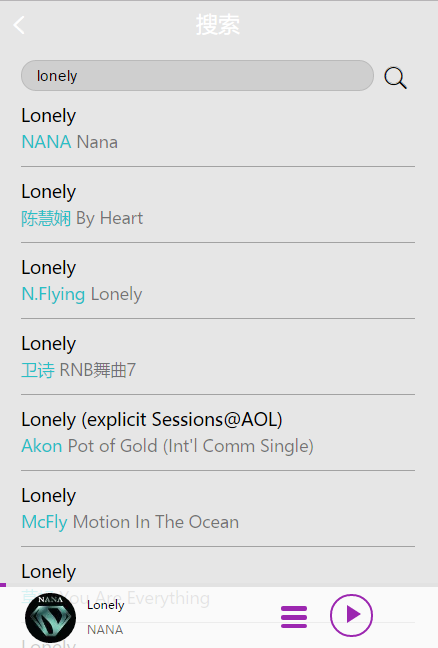 搜索
lonely
Lonely
NANA Nana
Lonely
陈慧娴 By Heart
Lonely
N.Flying Lonely
Lonely
卫诗 RNB舞曲7
Lonely (explicit Sessions@AOL)
Akon Pot of Gold (Int'l Comm Single)
Lonely
McFly Motion In The Ocean
Lonely
You Are Everything
NANA
Lonely
NANA
Lonely